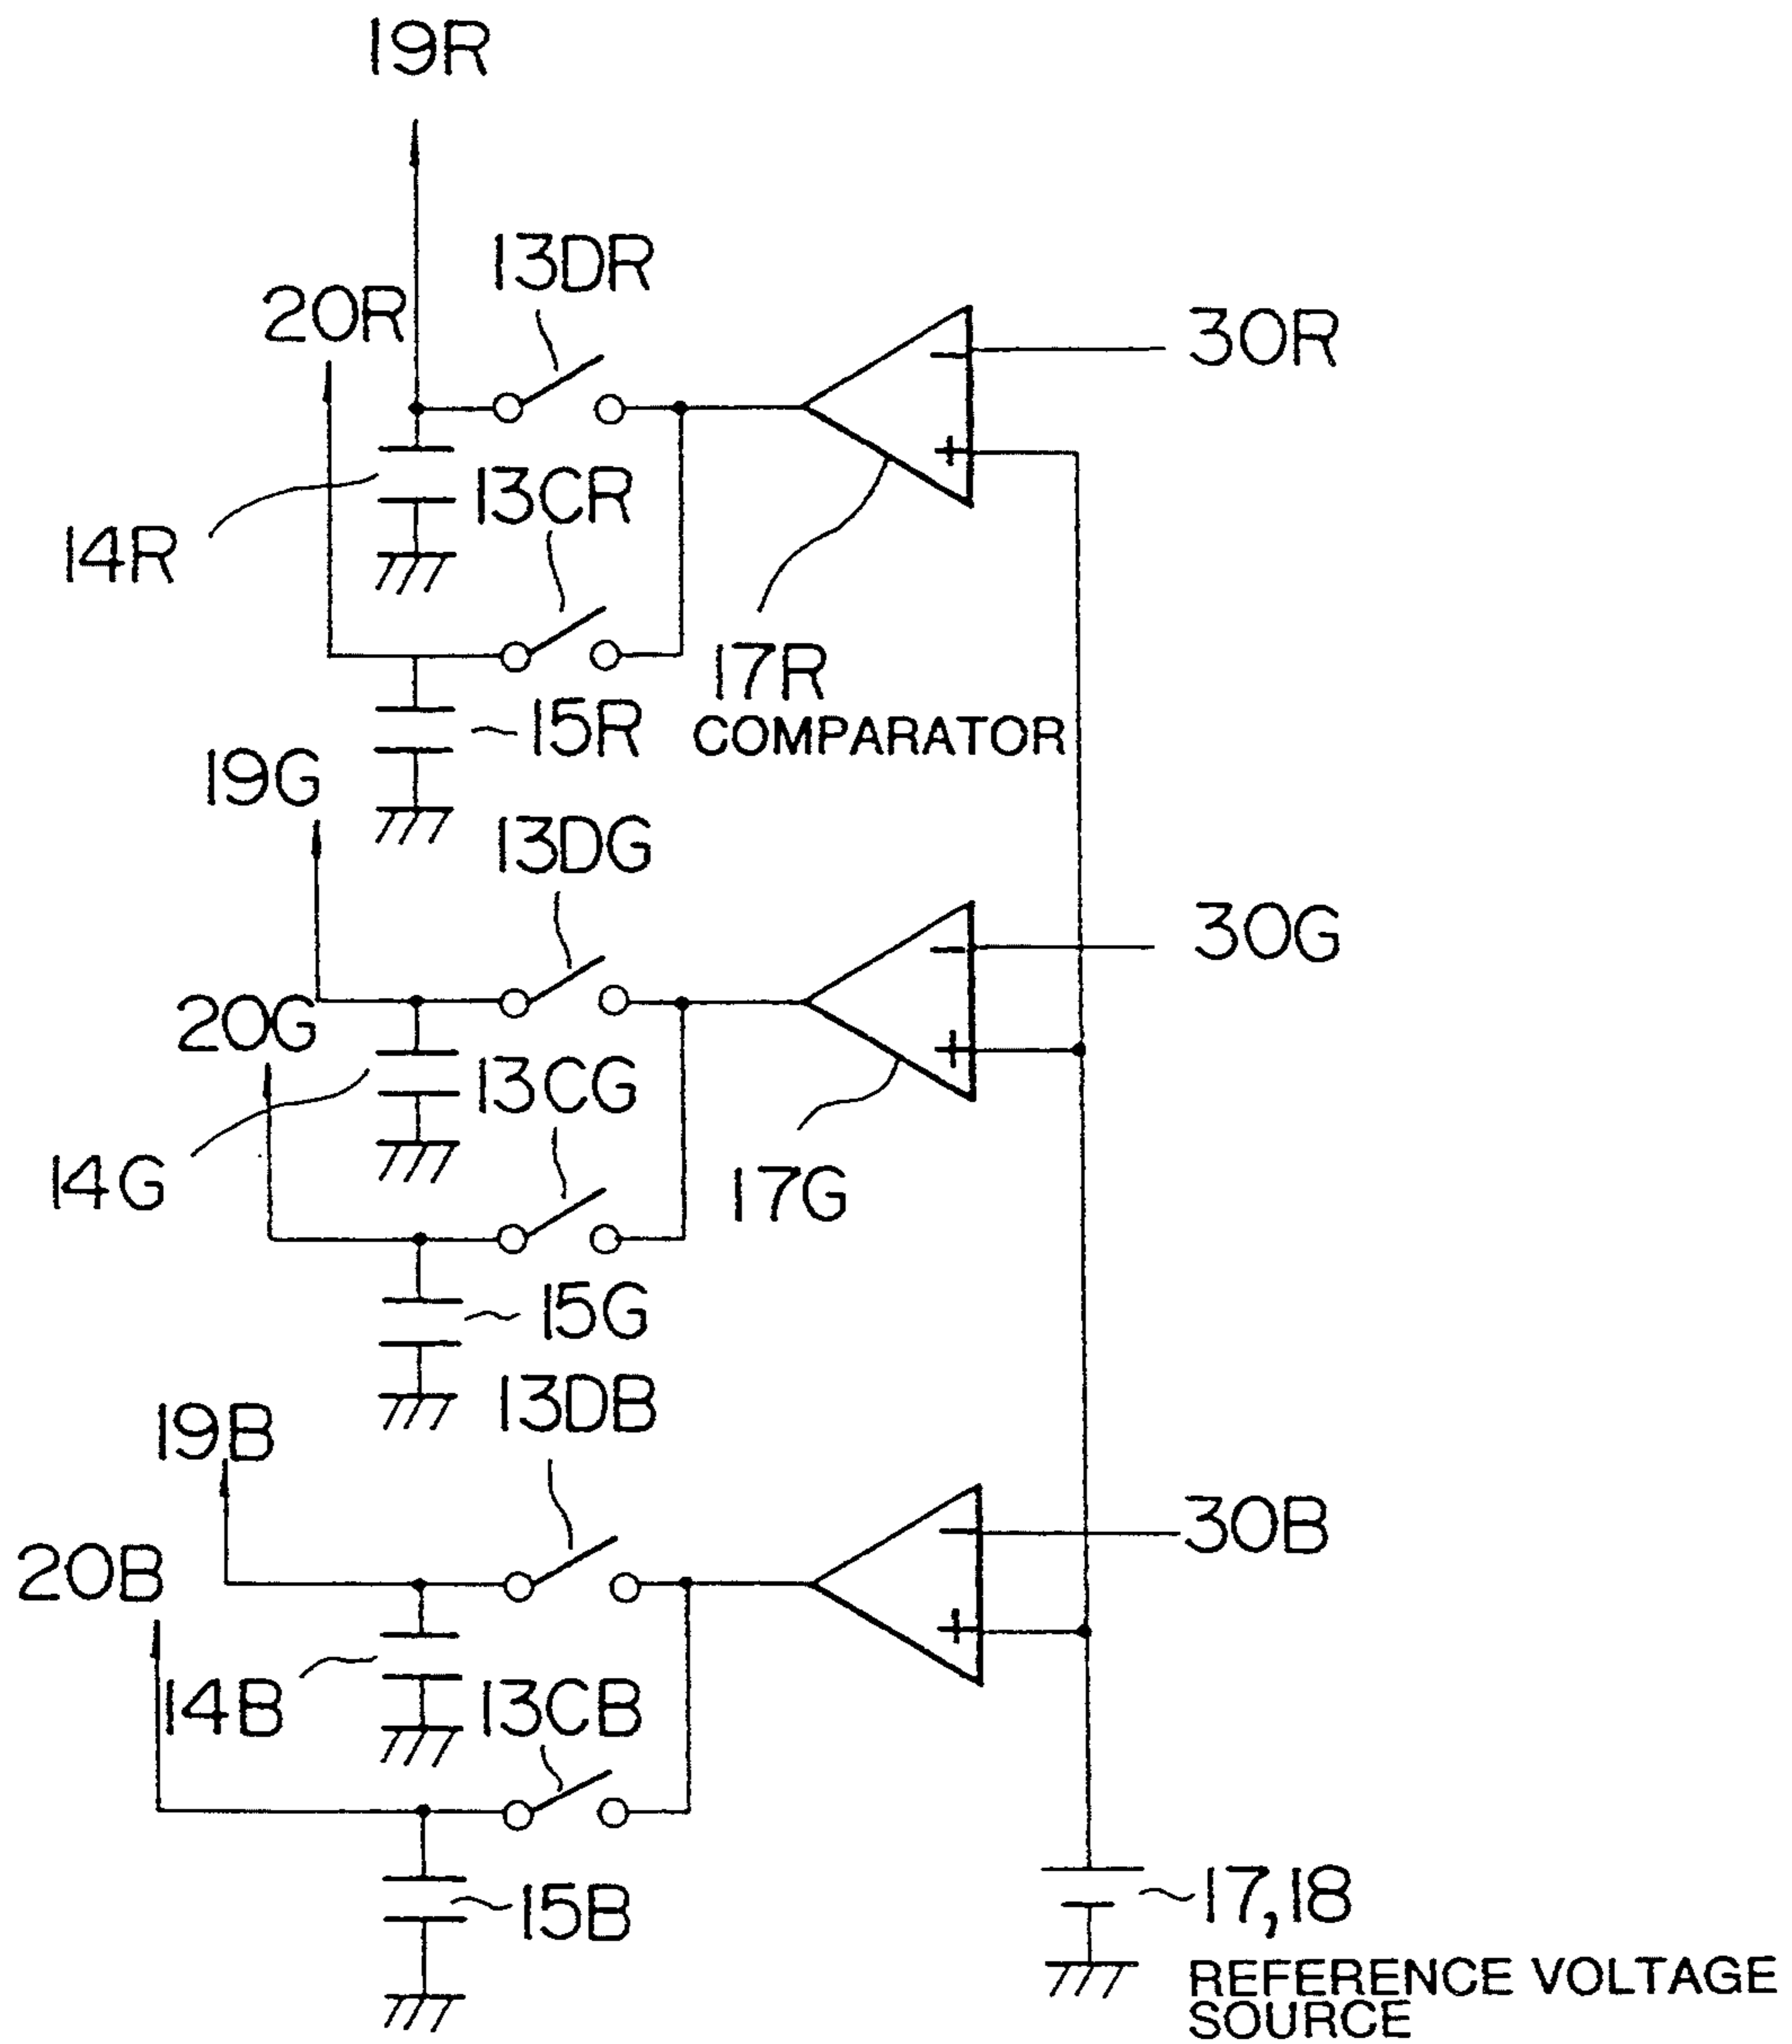 19R
13DR
20R
30R
13CR
14R
17R
COMPARATOR
15R
19G
13DG
30G
20G
13CG
14G
17G
15G
13DB
19B
30B
20B
14B
13CB
17,18
15B
REFERENCE VOLTAGE
SOURCE